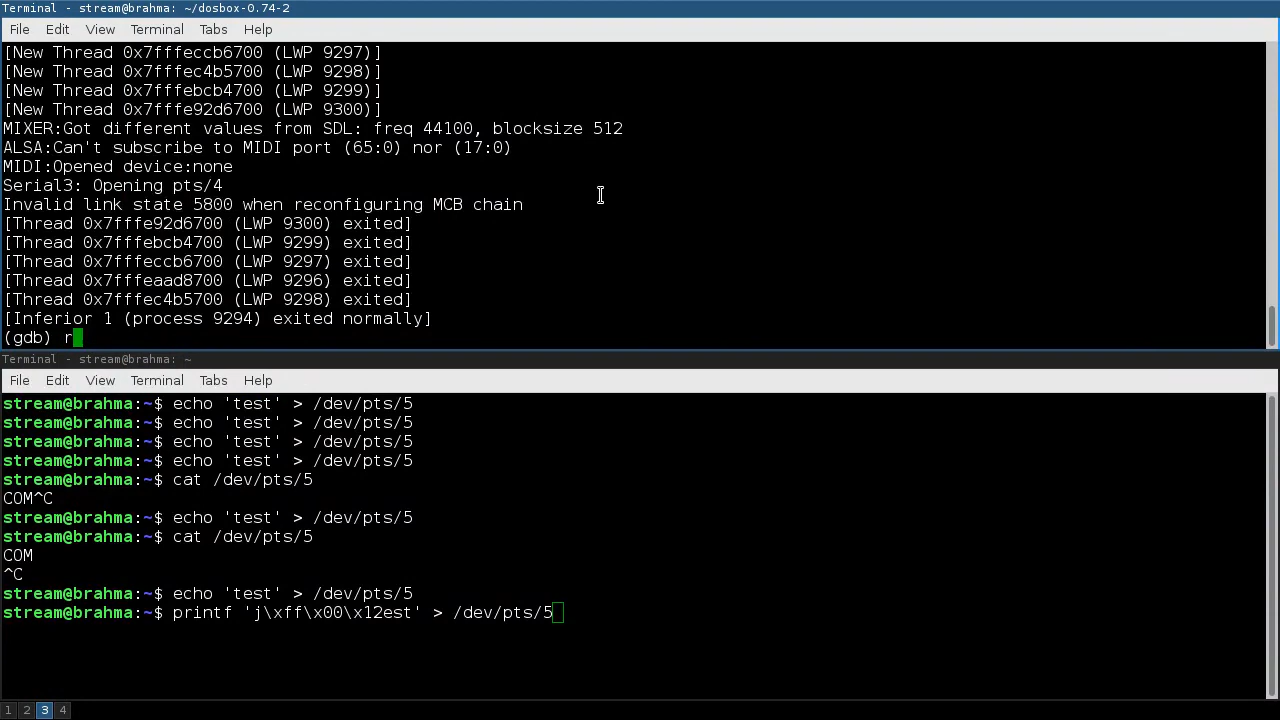 Terminal - stream@brahma: ~/dosbox-0.74-2
File Edit View Terminal Tabs Help
[New Thread 0x7fffeccb6700 (LWP 9297)]
[New Thread 0x7fffec4b5700 (LWP 9298)]
[New Thread 0x7fffebcb4700 (LWP 9299)]
[New Thread 0x7fffe92d6700 (LWP 9300)]
MIXER:Got different values from SDL: freq 44100, blocksize 512
ALSA:Can't subscribe to MIDI port (65:0) nor (17:0)
MIDI:Opened device:none
Serial3: Opening pts/4
Invalid link state 5800 when reconfiguring MCB chain
[Thread 0x7fffe92d6700 (LWP 9300) exited]
[Thread 0x7fffebcb4700 (LWP 9299) exited]
[Thread 0x7fffeccb6700 (LWP 9297) exited]
[Thread 0x7fffeaad8700 (LWP 9296) exited]
[Thread 0x7fffec4b5700 (LWP 9298) exited]
[Inferior 1 (process 9294) exited normally]
(gdb) r
Terminal - stream@brahma: ~
File Edit View Terminal Tabs Help
stream@brahma:~$ echo 'test' > /dev/pts/5
stream@brahma:~$ echo 'test' > /dev/pts/5
stream@brahma:~$ echo 'test' > /dev/pts/5
stream@brahma:~$ echo 'test' > /dev/pts/5
stream@brahma:~$ cat /dev/pts/5
COM^C
stream@brahma:~$ echo 'test' > /dev/pts/5
stream@brahma:~$ cat /dev/pts/5
COM
^C
stream@brahma:~$ echo 'test' > /dev/pts/5
stream@brahma:~$ printf 'j\xff\x00\x12est' > /dev/pts/5
1 2 3 4